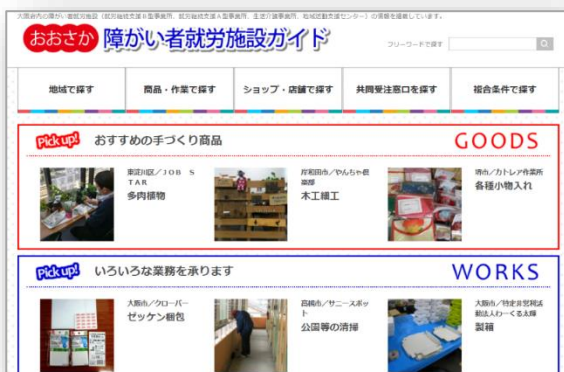 大阪府内の障がい者就労施設（就労継続支援B型事業所、就労継続支援A型事業所、生活介護事業所、地域活動支援センター）の情報を掲載しています。
おおさか 障がい者就労施設ガイド
フリーワードで探す
地域で探す 商品・作業で探す ショップ・店舗で探す 共同受注窓口を探す 複合条件で探す
Pick up! おすすめの手づくり商品 GOODS
東淀川区／JOB S
TAR
多肉植物
岸和田市／やんちゃ倶
楽部
木工細工
堺市／カトレア作業所
各種小物入れ
Pick up! いろいろな業務を承ります WORKS
大阪市／クローバー
ゼッケン梱包
高槻市／サニースポッ
ト
公園等の清掃
大阪市／特定非営利活
動法人わーくる太輝
製箱